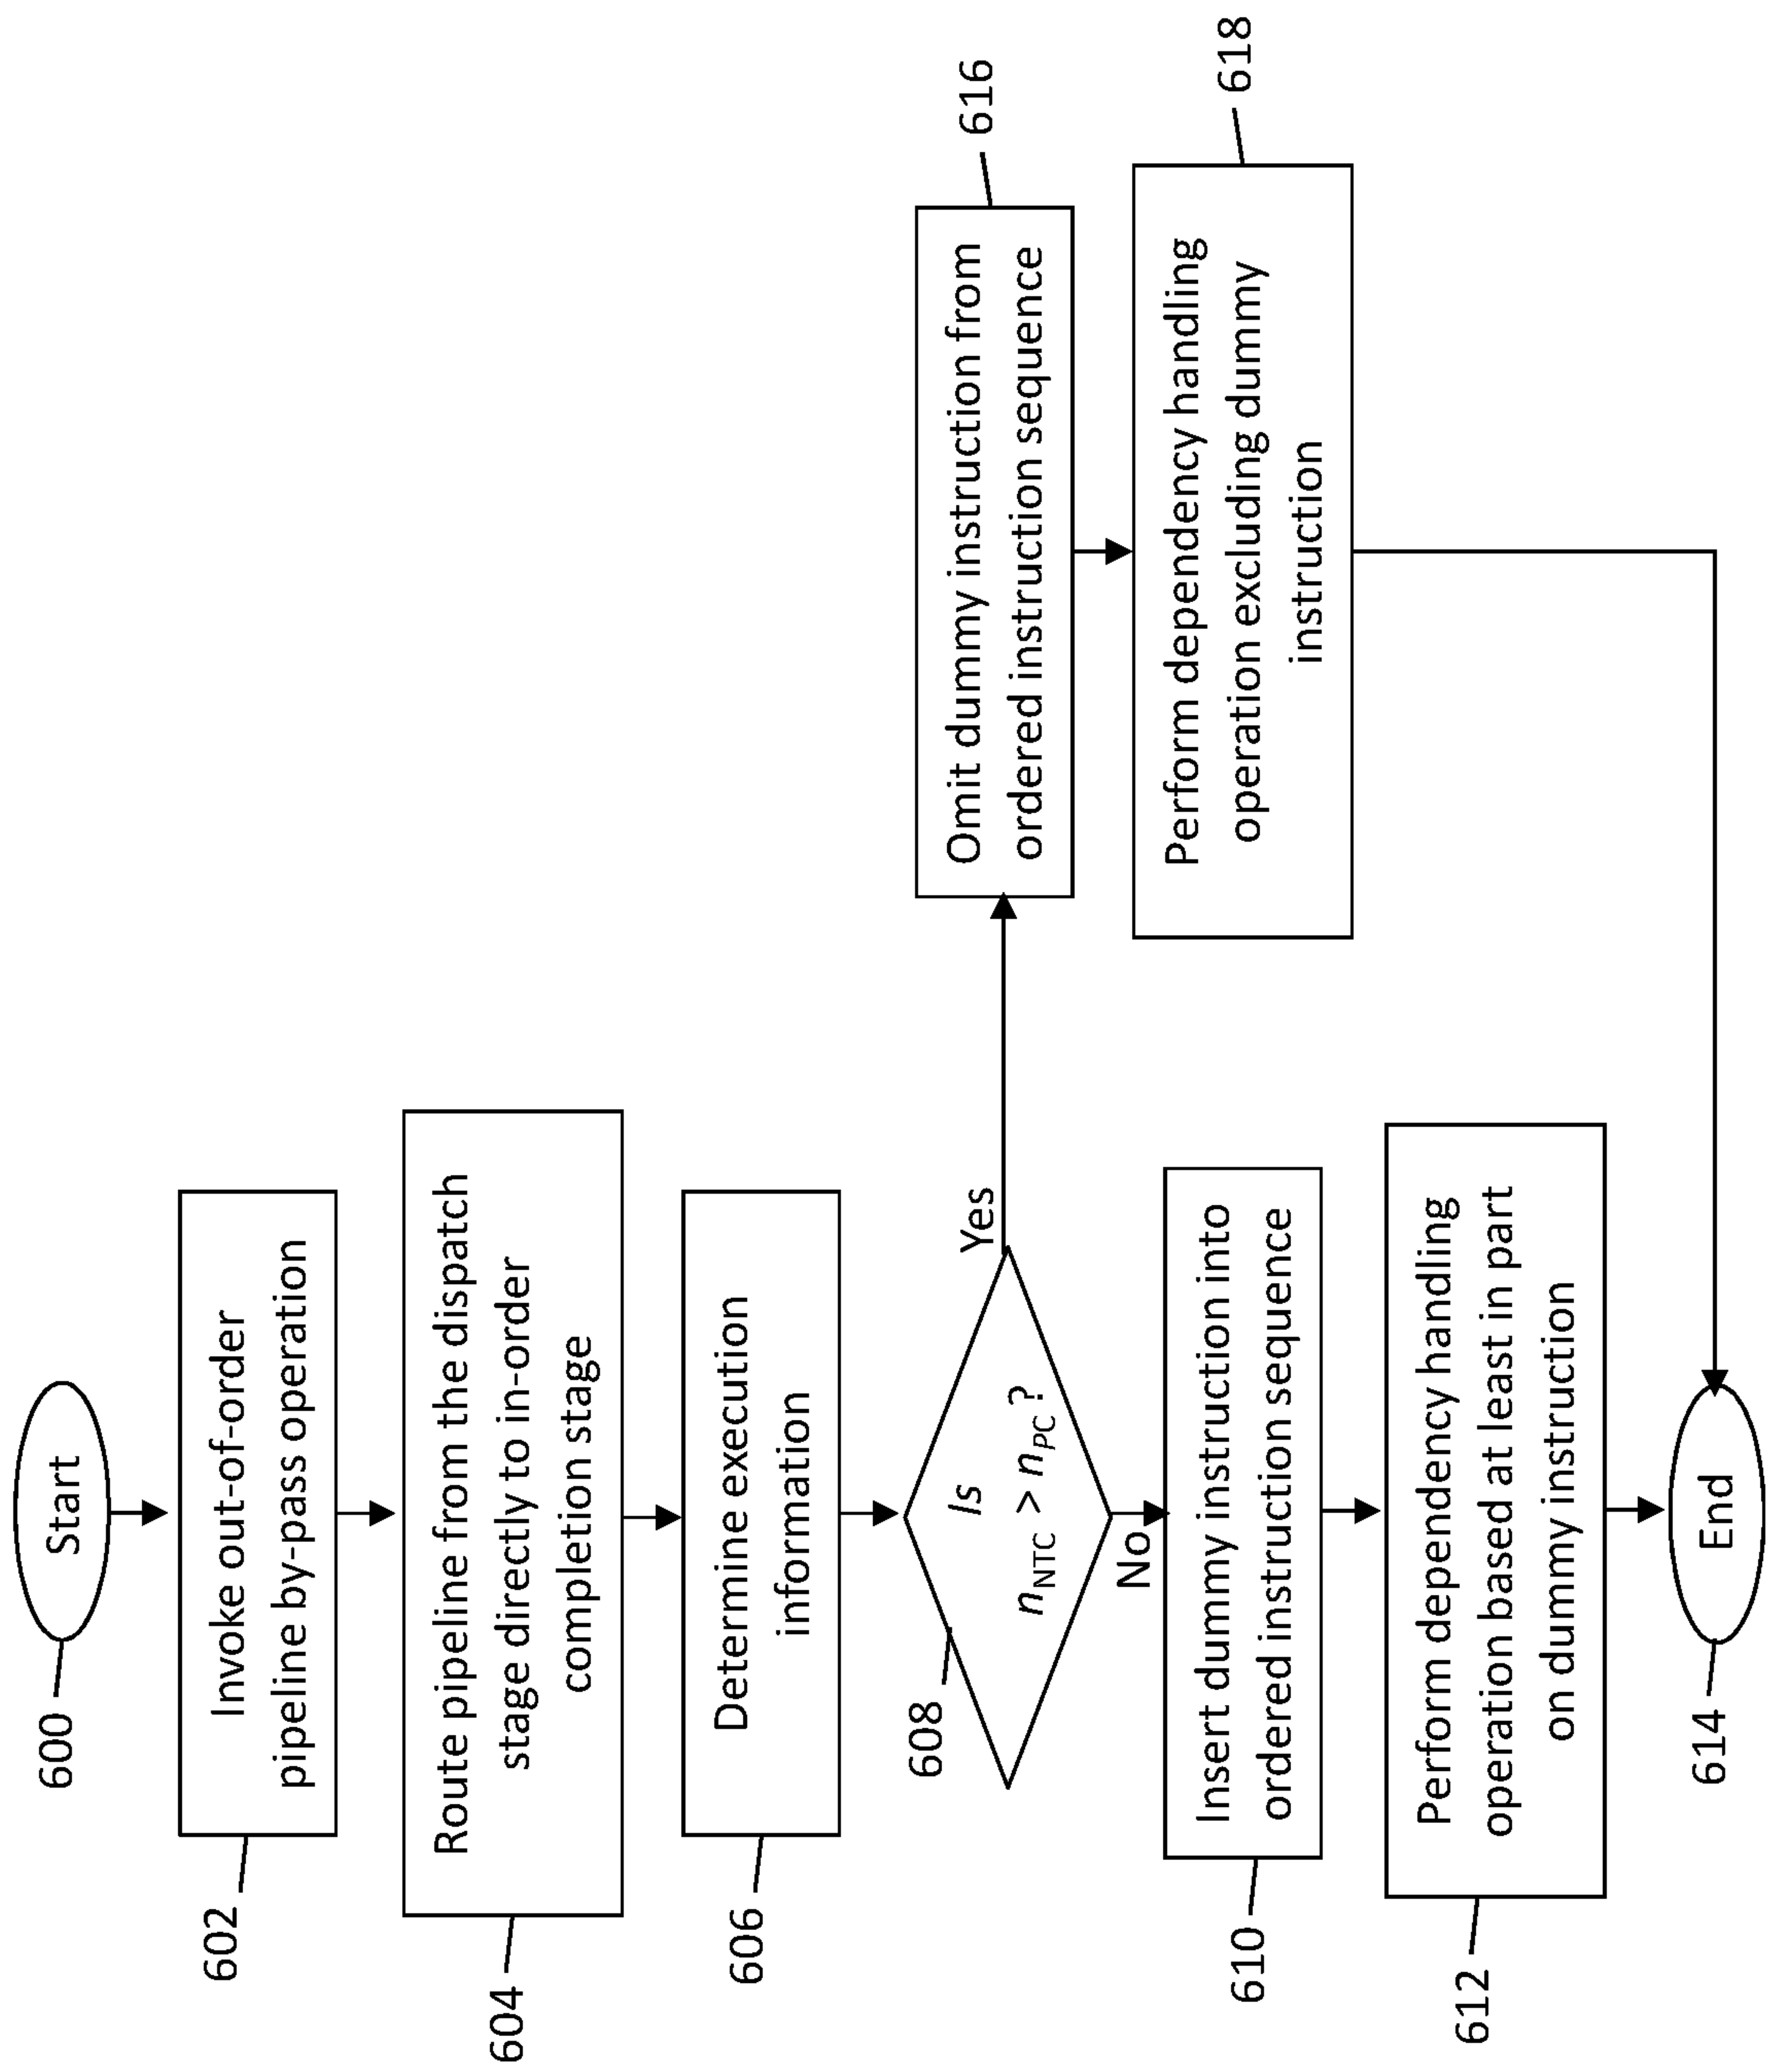 600
Start
602
Invoke out-of-order
pipeline by-pass operation
604
Route pipeline from the dispatch
stage directly to in-order
completion stage
606
Determine execution
information
608
Is
nNTC > nPC?
Yes
No
616
Omit dummy instruction from
ordered instruction sequence
618
Perform dependency handling
operation excluding dummy
instruction
610
Insert dummy instruction into
ordered instruction sequence
612
Perform dependency handling
operation based at least in part
on dummy instruction
614
End